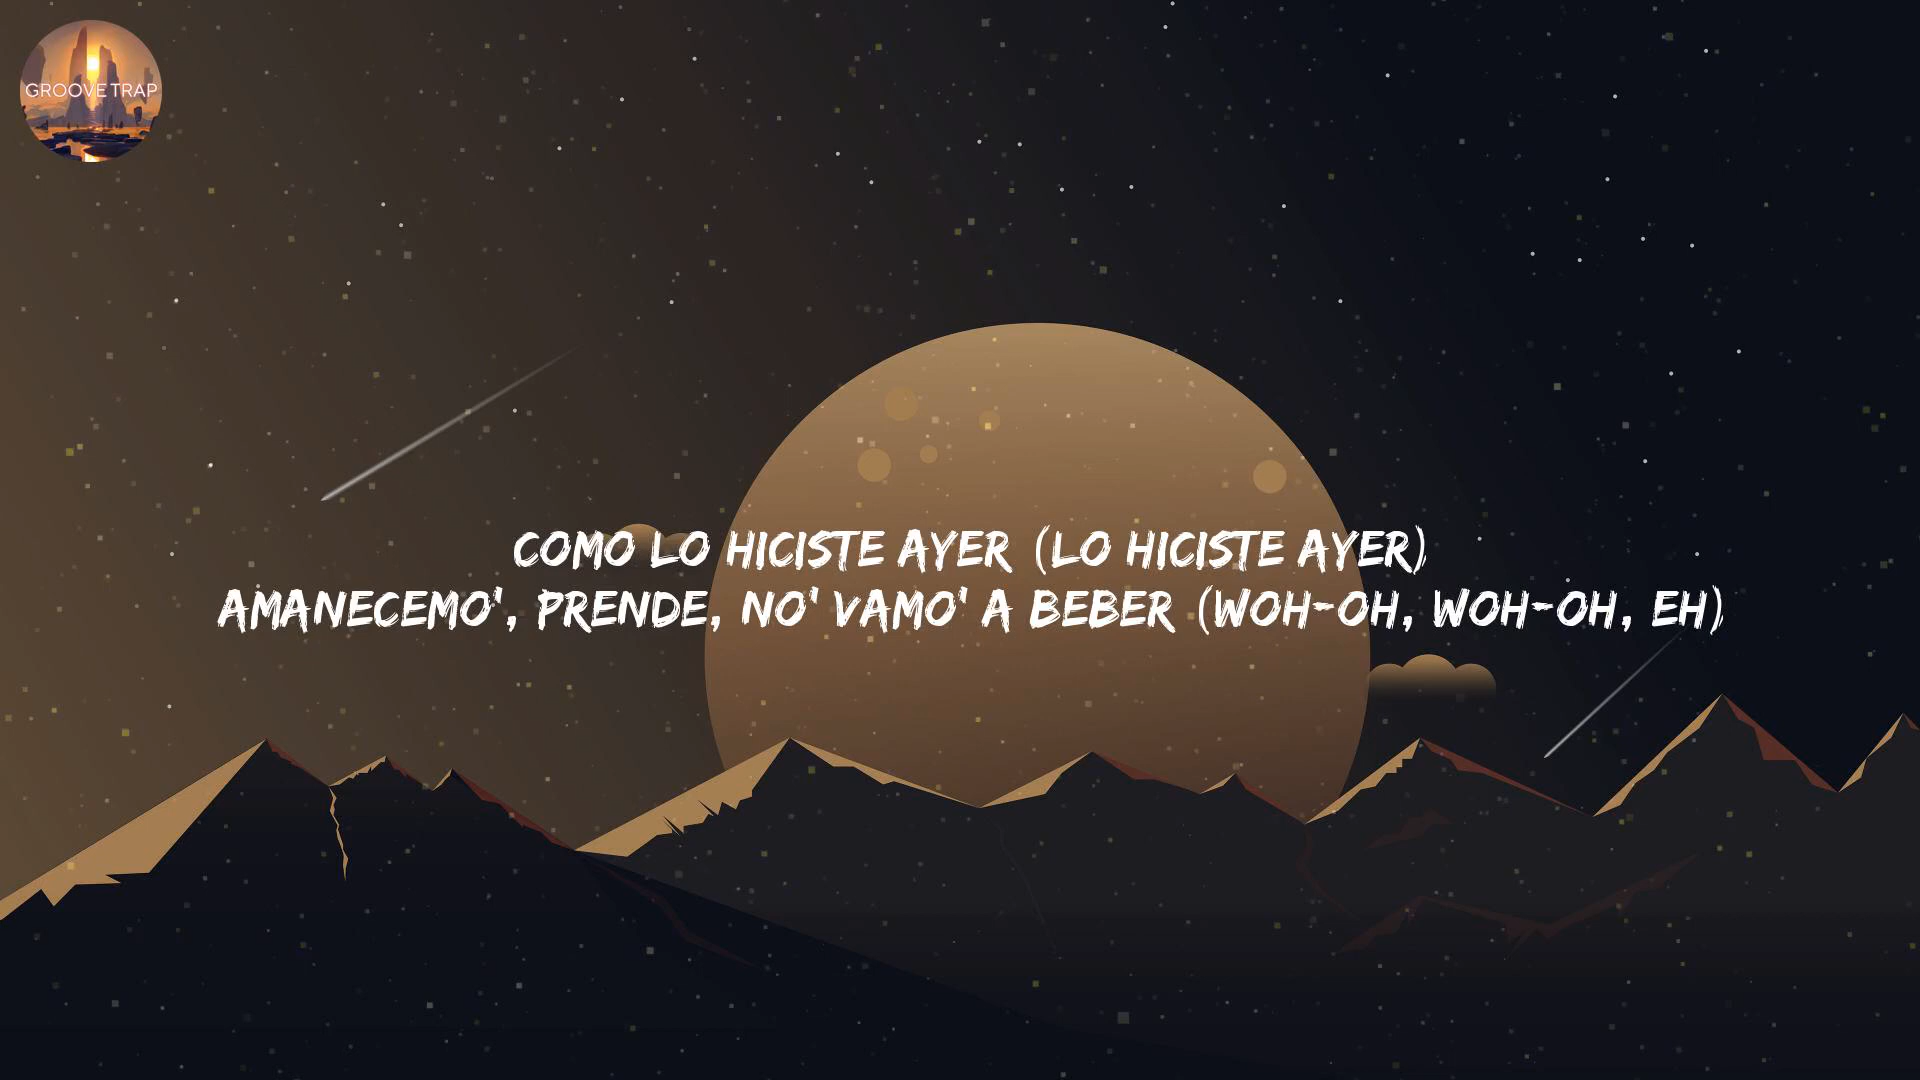 GROOVE TRAP
COMO LO HICISTE AYER (LO HICISTE AYER)
AMANECEMO', PRENDE, NO' VAMO' A BEBER (WOH-OH, WOH-OH, EH)